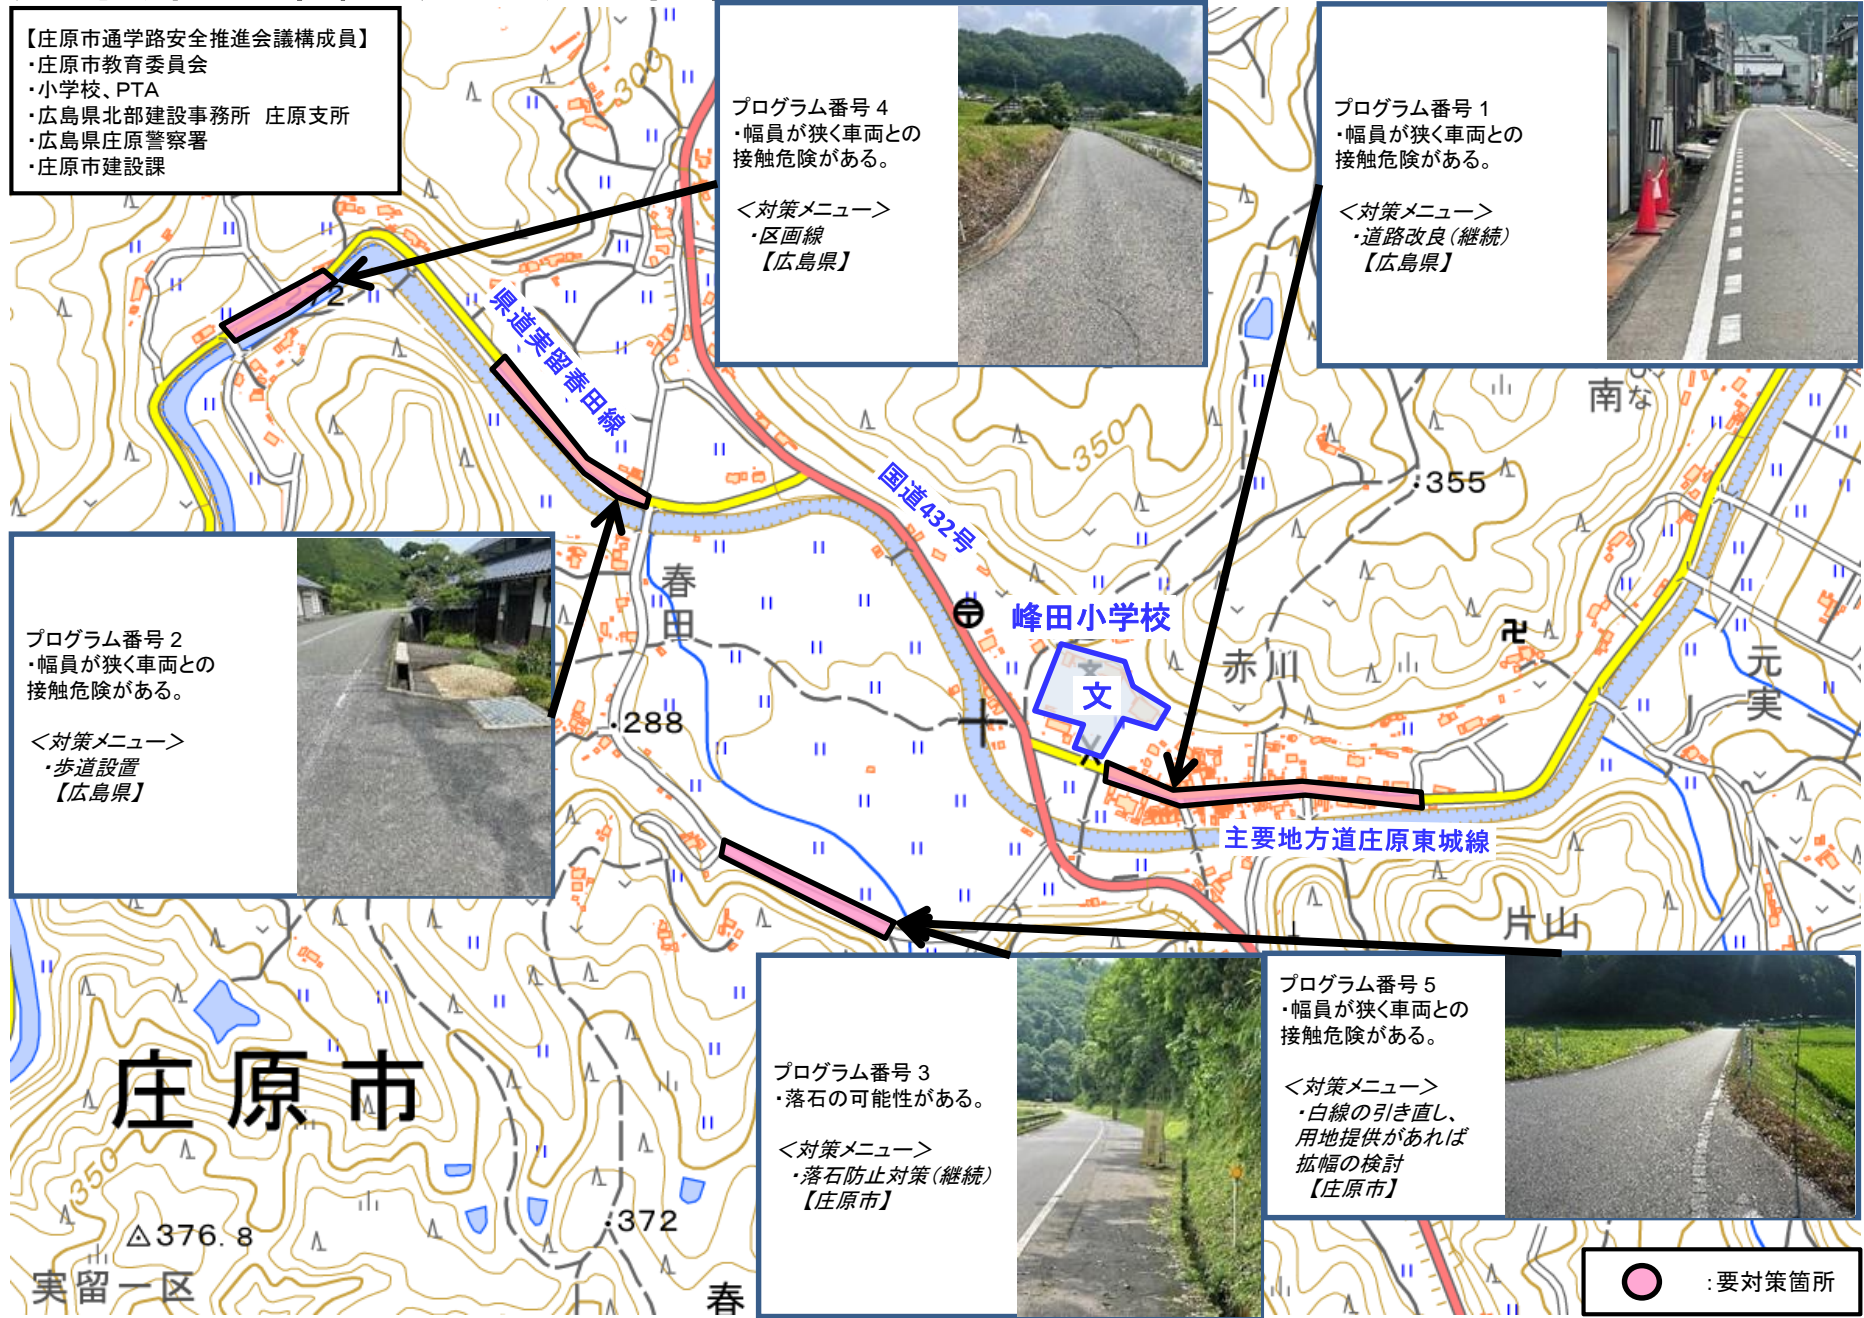 【庄原市通学路安全推進会議構成員】
・庄原市教育委員会
・小学校、PTA
・広島県北部建設事務所　庄原支所
・広島県庄原警察署
・庄原市建設課
プログラム番号 4
・幅員が狭く車両との
接触危険がある。
＜対策メニュー＞
・区画線
【広島県】
プログラム番号 1
・幅員が狭く車両との
接触危険がある。
＜対策メニュー＞
・道路改良（継続）
【広島県】
300
272
県道実留春田線
国道432号
350
355
南
な
春田
峰田小学校
文
赤川
元実
288
主要地方道庄原東城線
片山
プログラム番号 2
・幅員が狭く車両との
接触危険がある。
＜対策メニュー＞
・歩道設置
【広島県】
プログラム番号 3
・落石の可能性がある。
＜対策メニュー＞
・落石防止対策（継続）
【庄原市】
プログラム番号 5
・幅員が狭く車両との
接触危険がある。
＜対策メニュー＞
・白線の引き直し、
用地提供があれば
拡幅の検討
【庄原市】
庄原市
350
376.8
372
実留一区
春
：要対策箇所